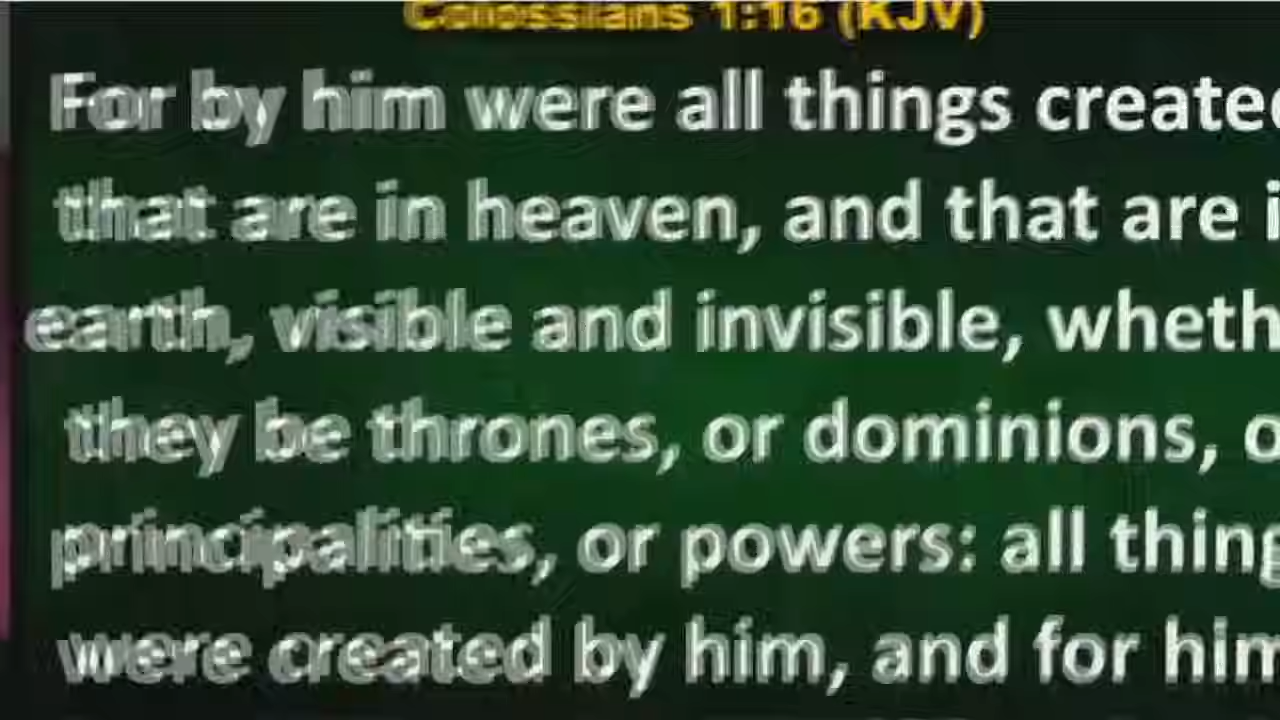 Colossians 1:16 (KJV)
For by him were all things created
that are in heaven, and that are i
earth, visible and invisible, wheth
they be thrones, or dominions, o
principalities, or powers: all thing
were created by him, and for him